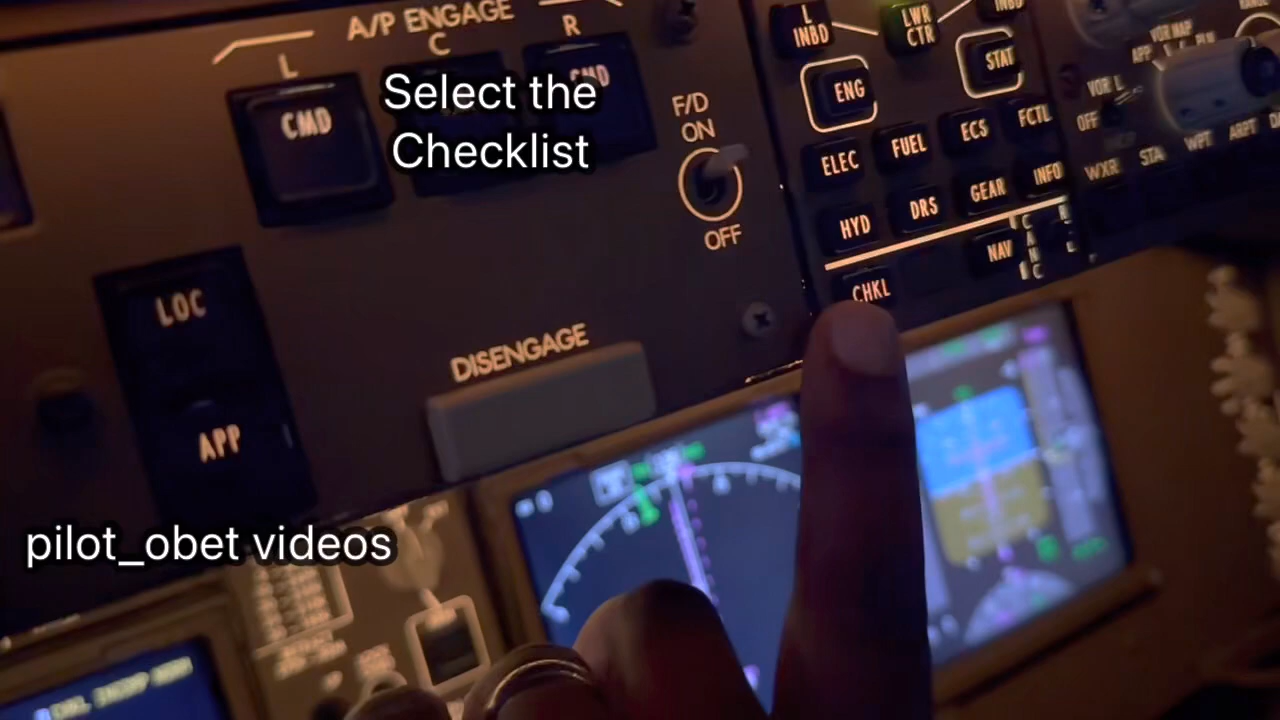 A/P ENGAGE
L
C
R
CMD
CMD
Select the
Checklist
F/D
ON
OFF
LOC
APP
DISENGAGE
L
INBD
LWR
CTR
INBD
ENG
STAT
ELEC
FUEL
ECS
FCTL
HYD
DRS
GEAR
INFO
CHKL
NAV
CANC
VOR MAP
APP
PLN
VOR L
OFF
WXR
STA
WPT
ARPT
pilot_obet videos